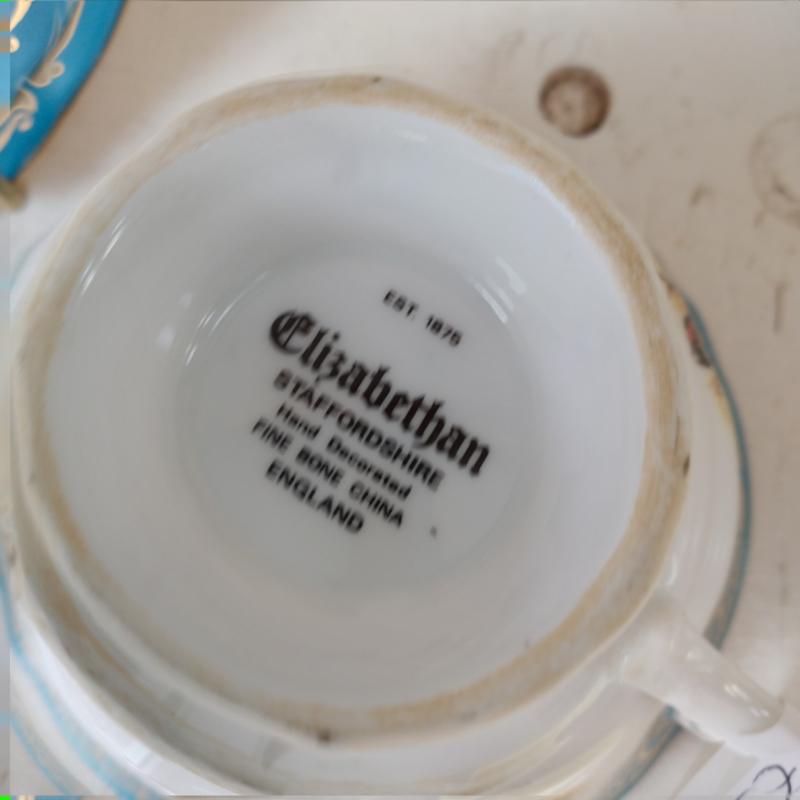 EST. 1875
Elizabethan
STAFFORDSHIRE
Hand Decorated
FINE BONE CHINA
ENGLAND